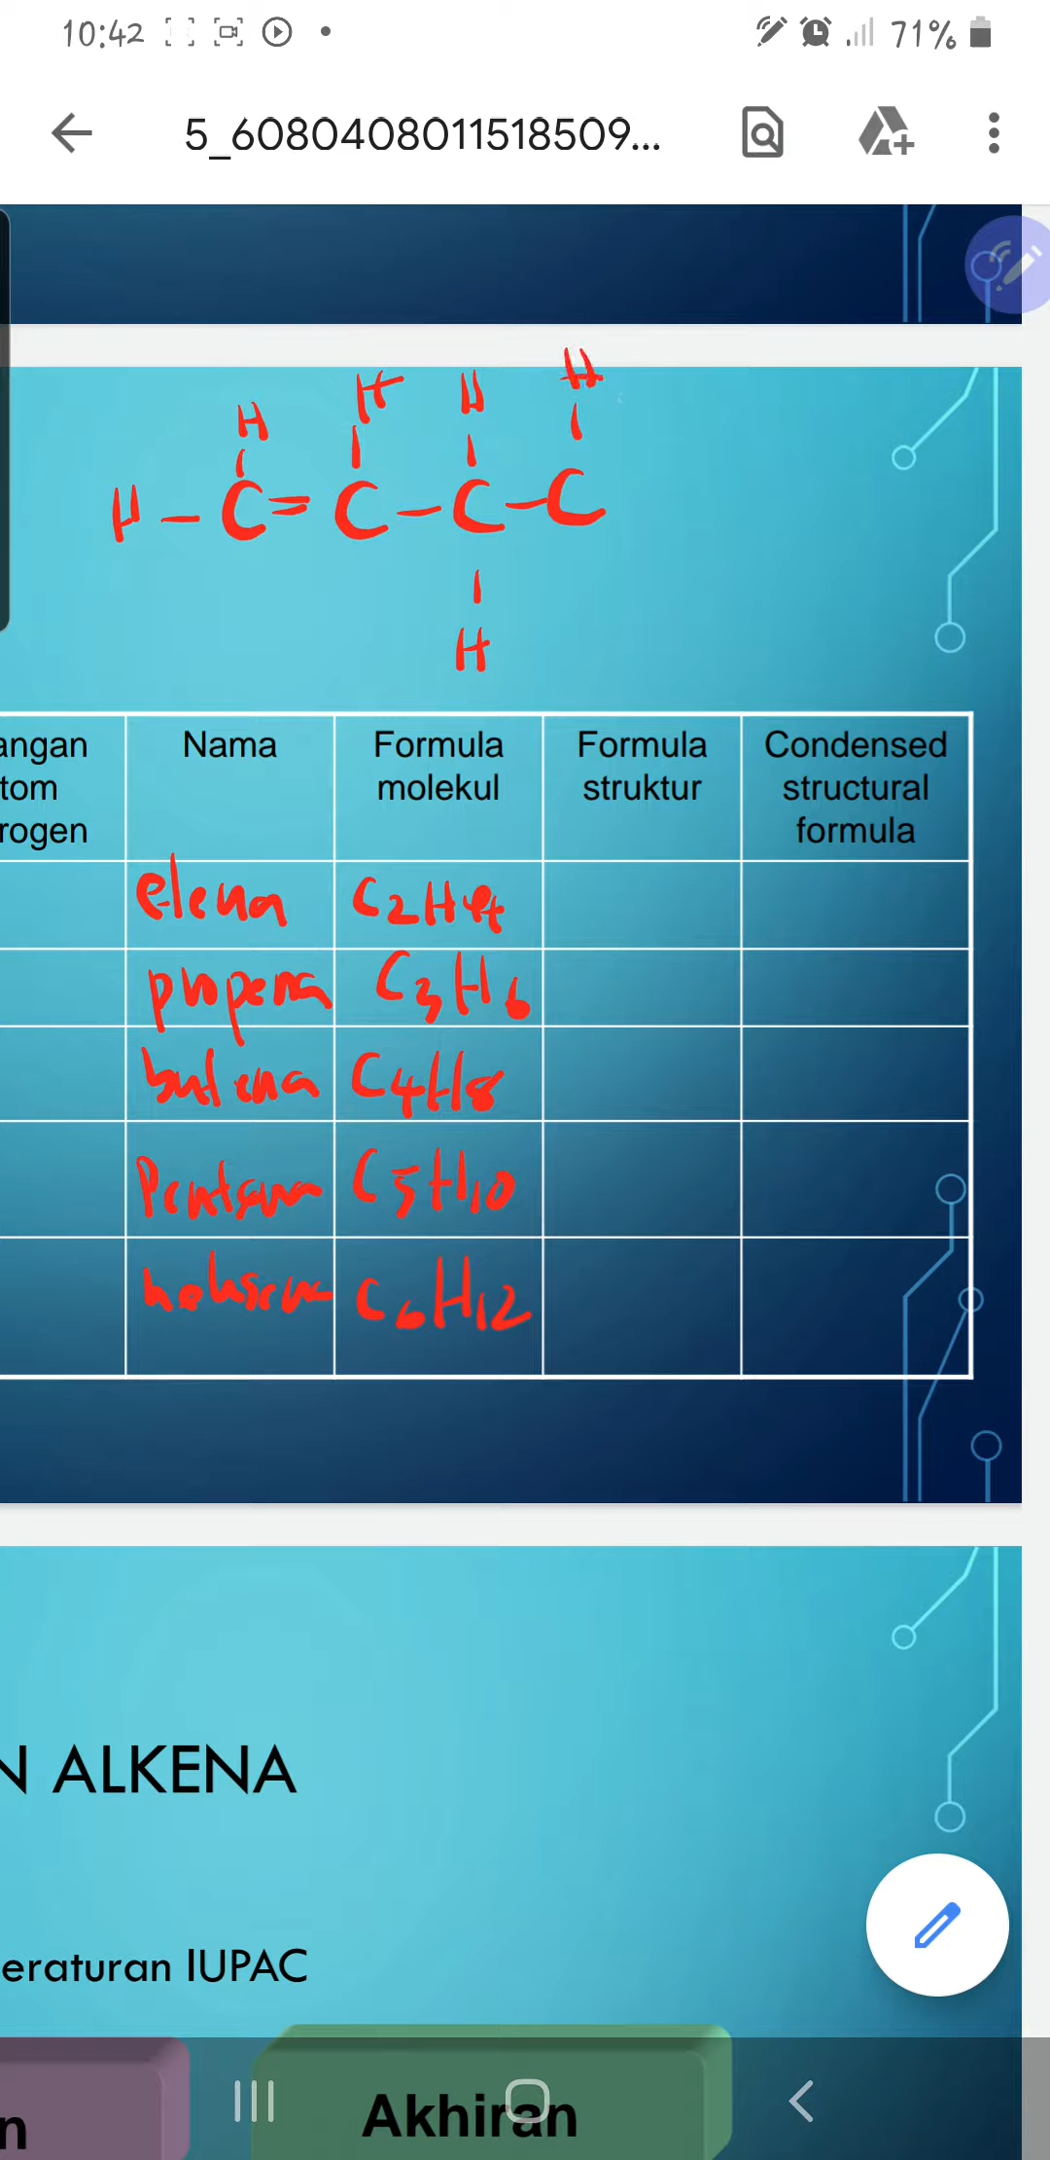 10:42 71%
5_6080408011518509...
H H H H
H - C = C - C - C
H
angan Nama Formula Formula Condensed
tom molekul struktur structural
rogen formula
etena C2H4
propena C3H6
butena C4H8
Pentena C5H10
heksena C6H12
N ALKENA
eraturan IUPAC
n Akhiran